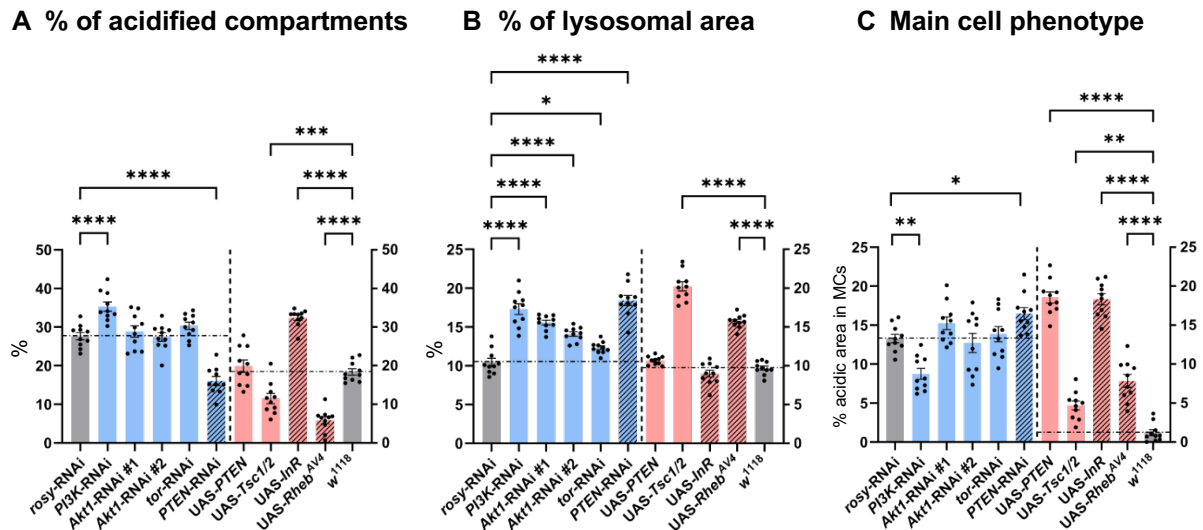 A % of acidified compartments
B % of lysosomal area
C Main cell phenotype
****
***
****
****
****
****
50
40
30
20
10
0
%
50
40
30
20
10
0
rosy-RNAi
PI3K-RNAi
Akt1-RNAi #1
Akt1-RNAi #2
tor-RNAi
PTEN-RNAi
UAS-PTEN
UAS-Tsc1/2
UAS-InR
UAS-Rheb^AV4
w^1118
****
*
****
****
****
****
****
25
20
15
10
5
0
%
25
20
15
10
5
0
rosy-RNAi
PI3K-RNAi
Akt1-RNAi #1
Akt1-RNAi #2
tor-RNAi
PTEN-RNAi
UAS-PTEN
UAS-Tsc1/2
UAS-InR
UAS-Rheb^AV4
w^1118
****
**
*
****
**
****
25
20
15
10
5
0
% acidic area in MCs
25
20
15
10
5
0
rosy-RNAi
PI3K-RNAi
Akt1-RNAi #1
Akt1-RNAi #2
tor-RNAi
PTEN-RNAi
UAS-PTEN
UAS-Tsc1/2
UAS-InR
UAS-Rheb^AV4
w^1118